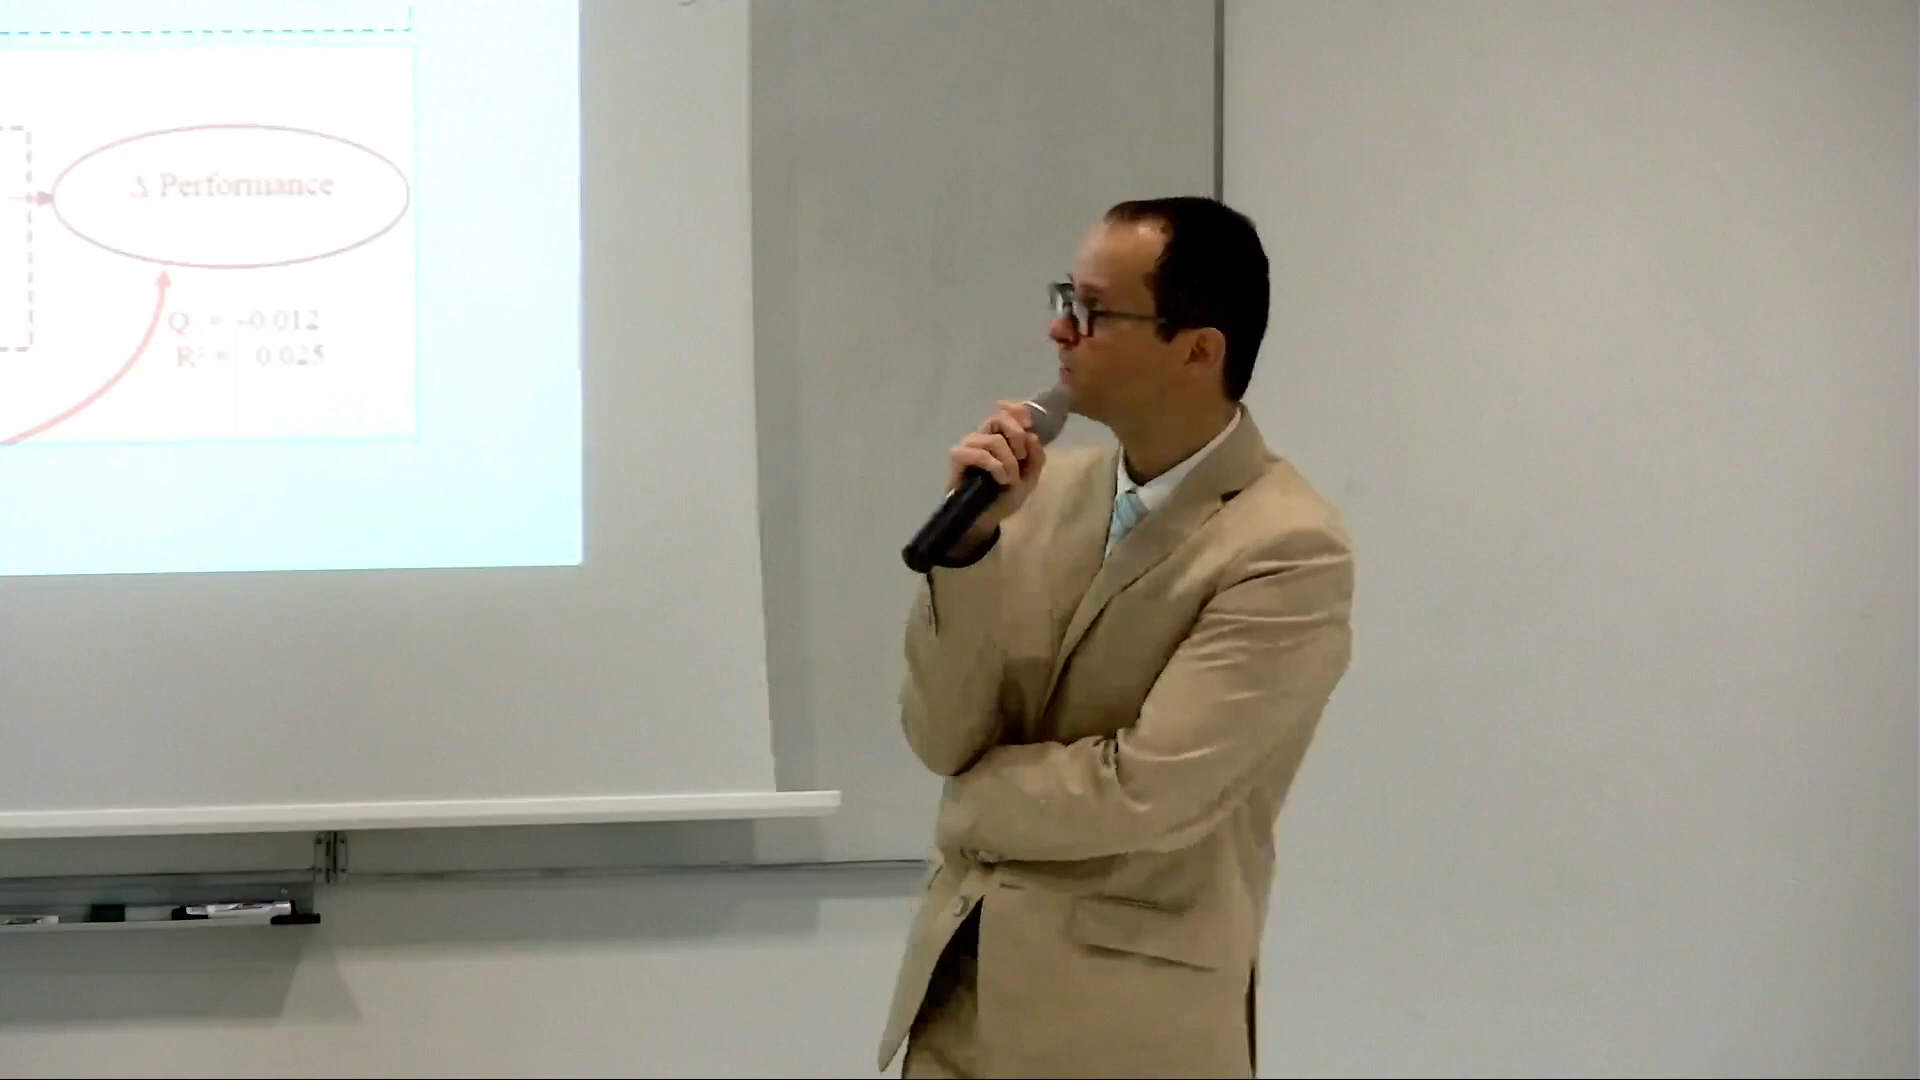 Δ Performance
Q² = -0.012
R² = 0.025